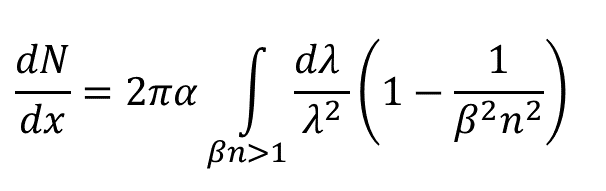 dN/dx = 2πα ∫_{βn>1} dλ/λ² (1 − 1/(β²n²))